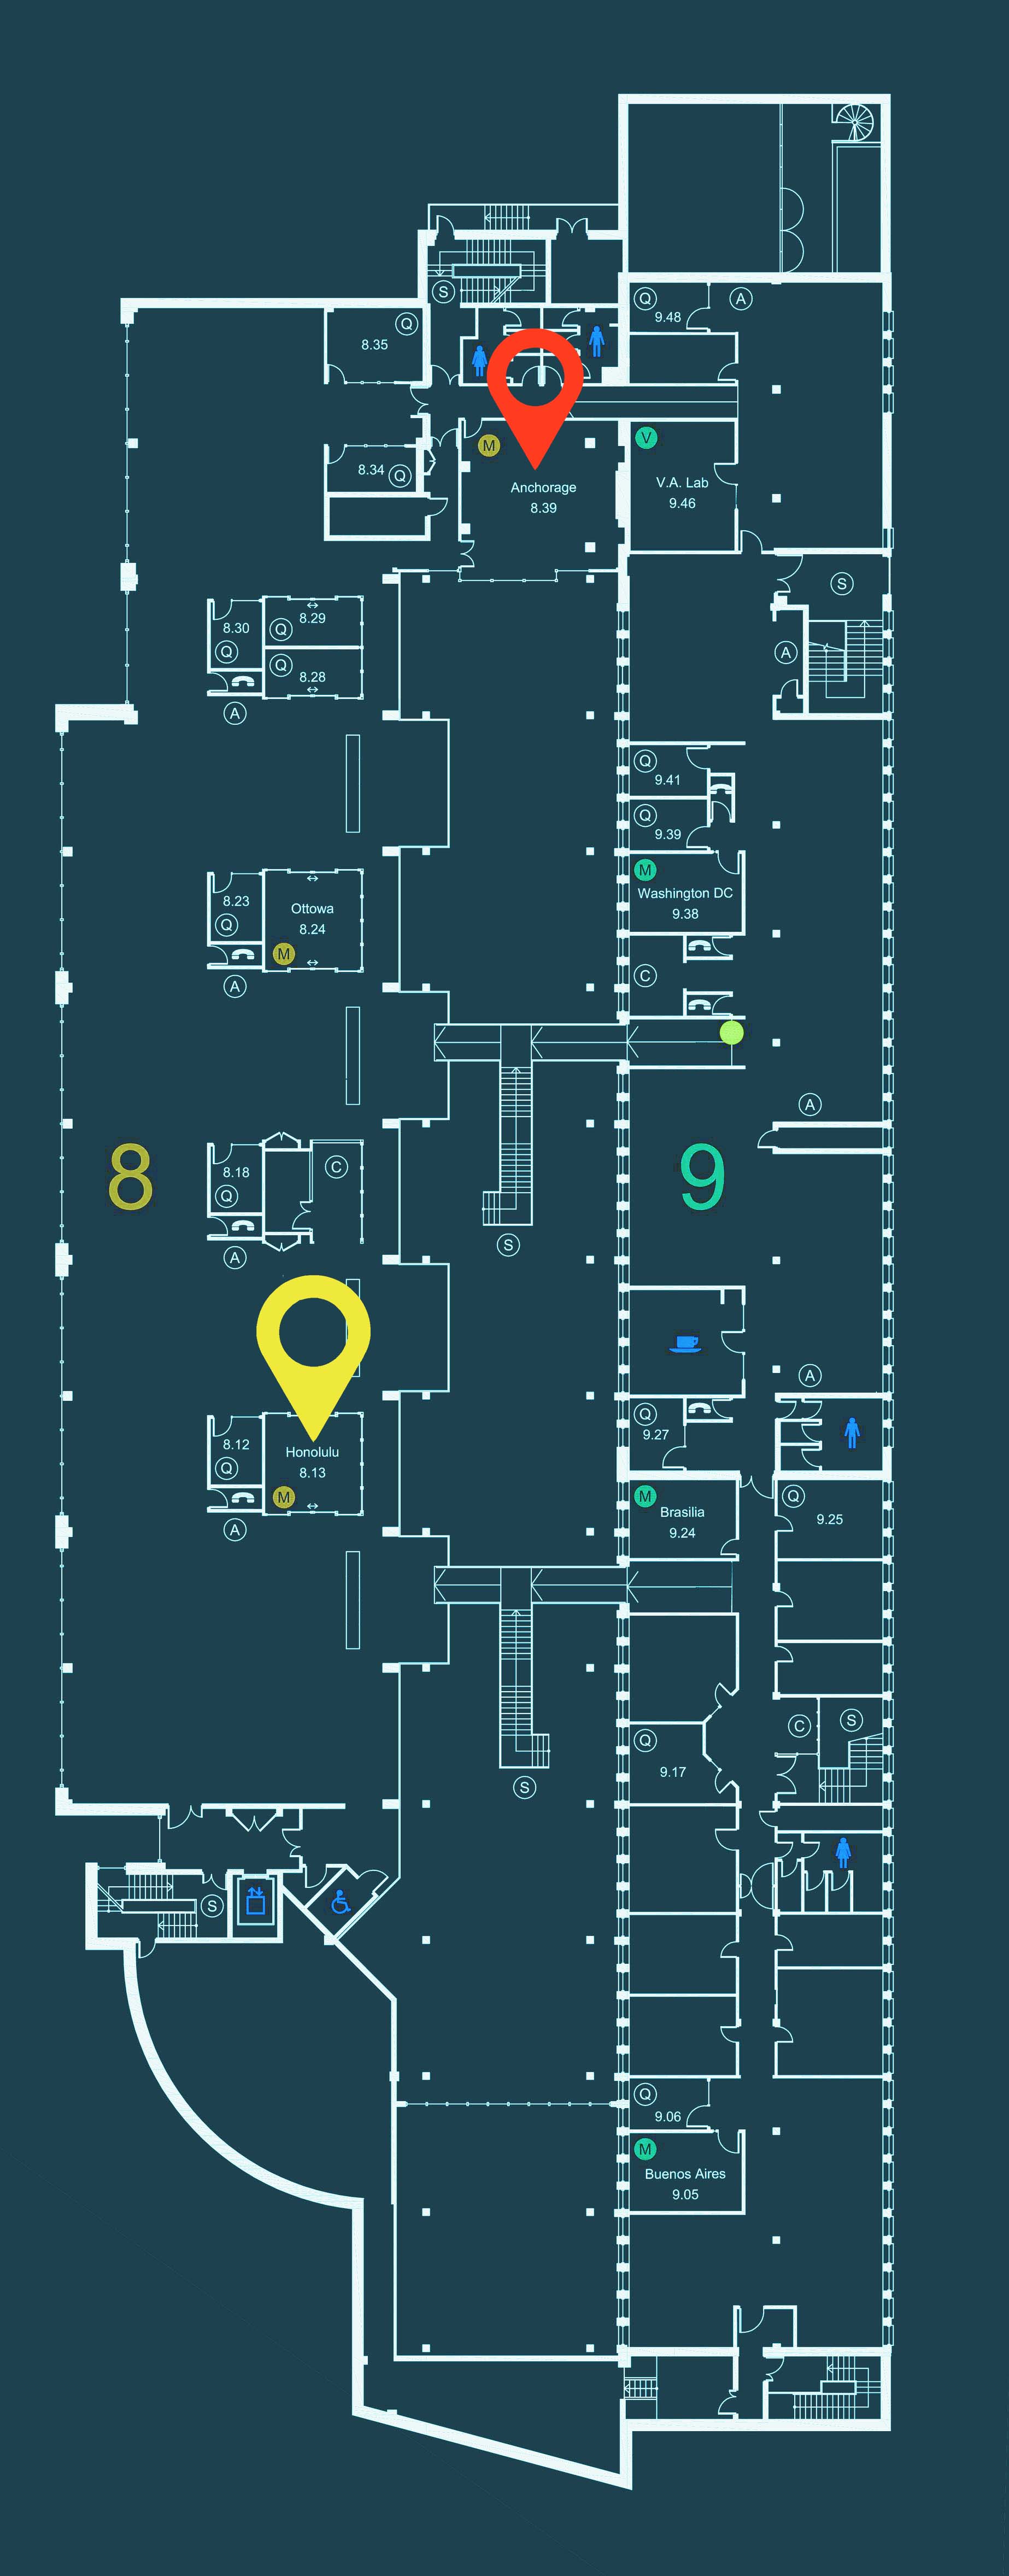 Q
9.48
A
S
Q
8.35
M
V
V.A. Lab
9.46
8.34
Q
Anchorage
8.39
S
8.30
Q
8.29
Q
Q
8.28
A
A
Q
9.41
Q
9.39
M
Washington DC
9.38
8.23
Q
Ottowa
8.24
M
C
A
A
8
9
8.18
Q
C
A
S
A
8.12
Q
Honolulu
8.13
M
A
Q
9.27
M
Brasilia
9.24
Q
9.25
C
S
Q
9.17
S
S
Q
9.06
M
Buenos Aires
9.05